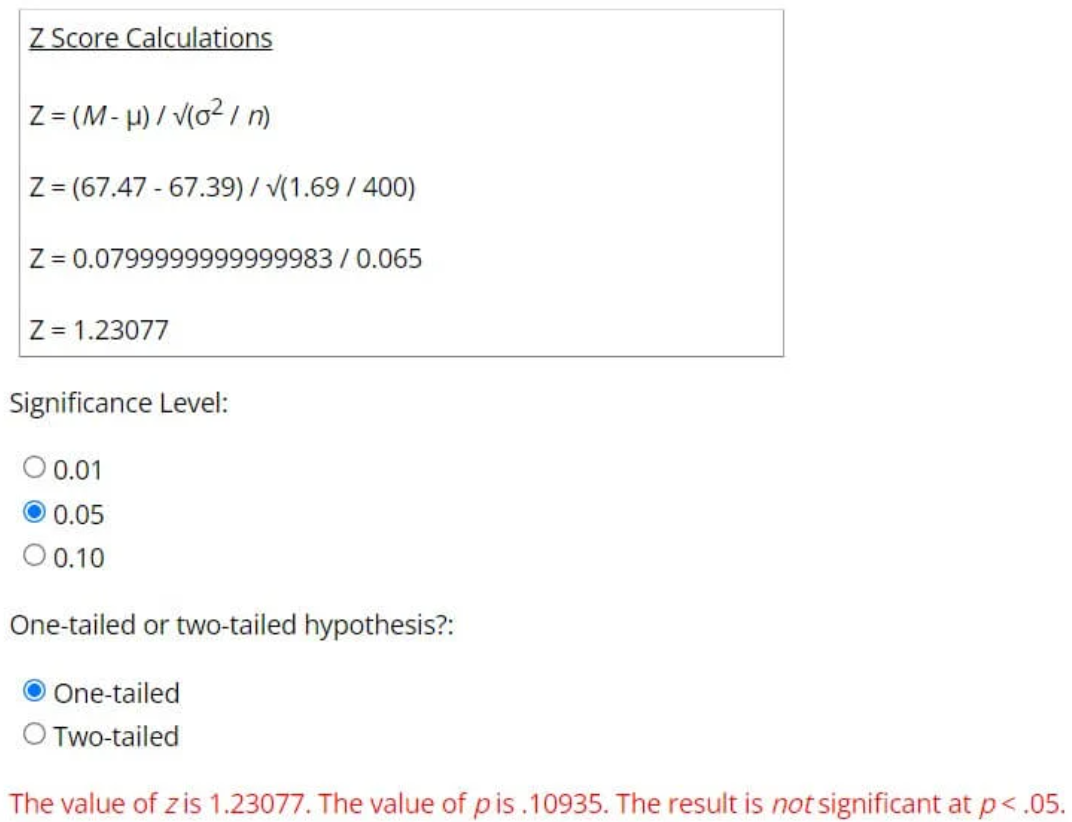 Z Score Calculations
Z = (M - μ) / √(σ² / n)
Z = (67.47 - 67.39) / √(1.69 / 400)
Z = 0.0799999999999983 / 0.065
Z = 1.23077
Significance Level:
0.01
0.05
0.10
One-tailed or two-tailed hypothesis?:
One-tailed
Two-tailed
The value of z is 1.23077. The value of p is .10935. The result is not significant at p < .05.